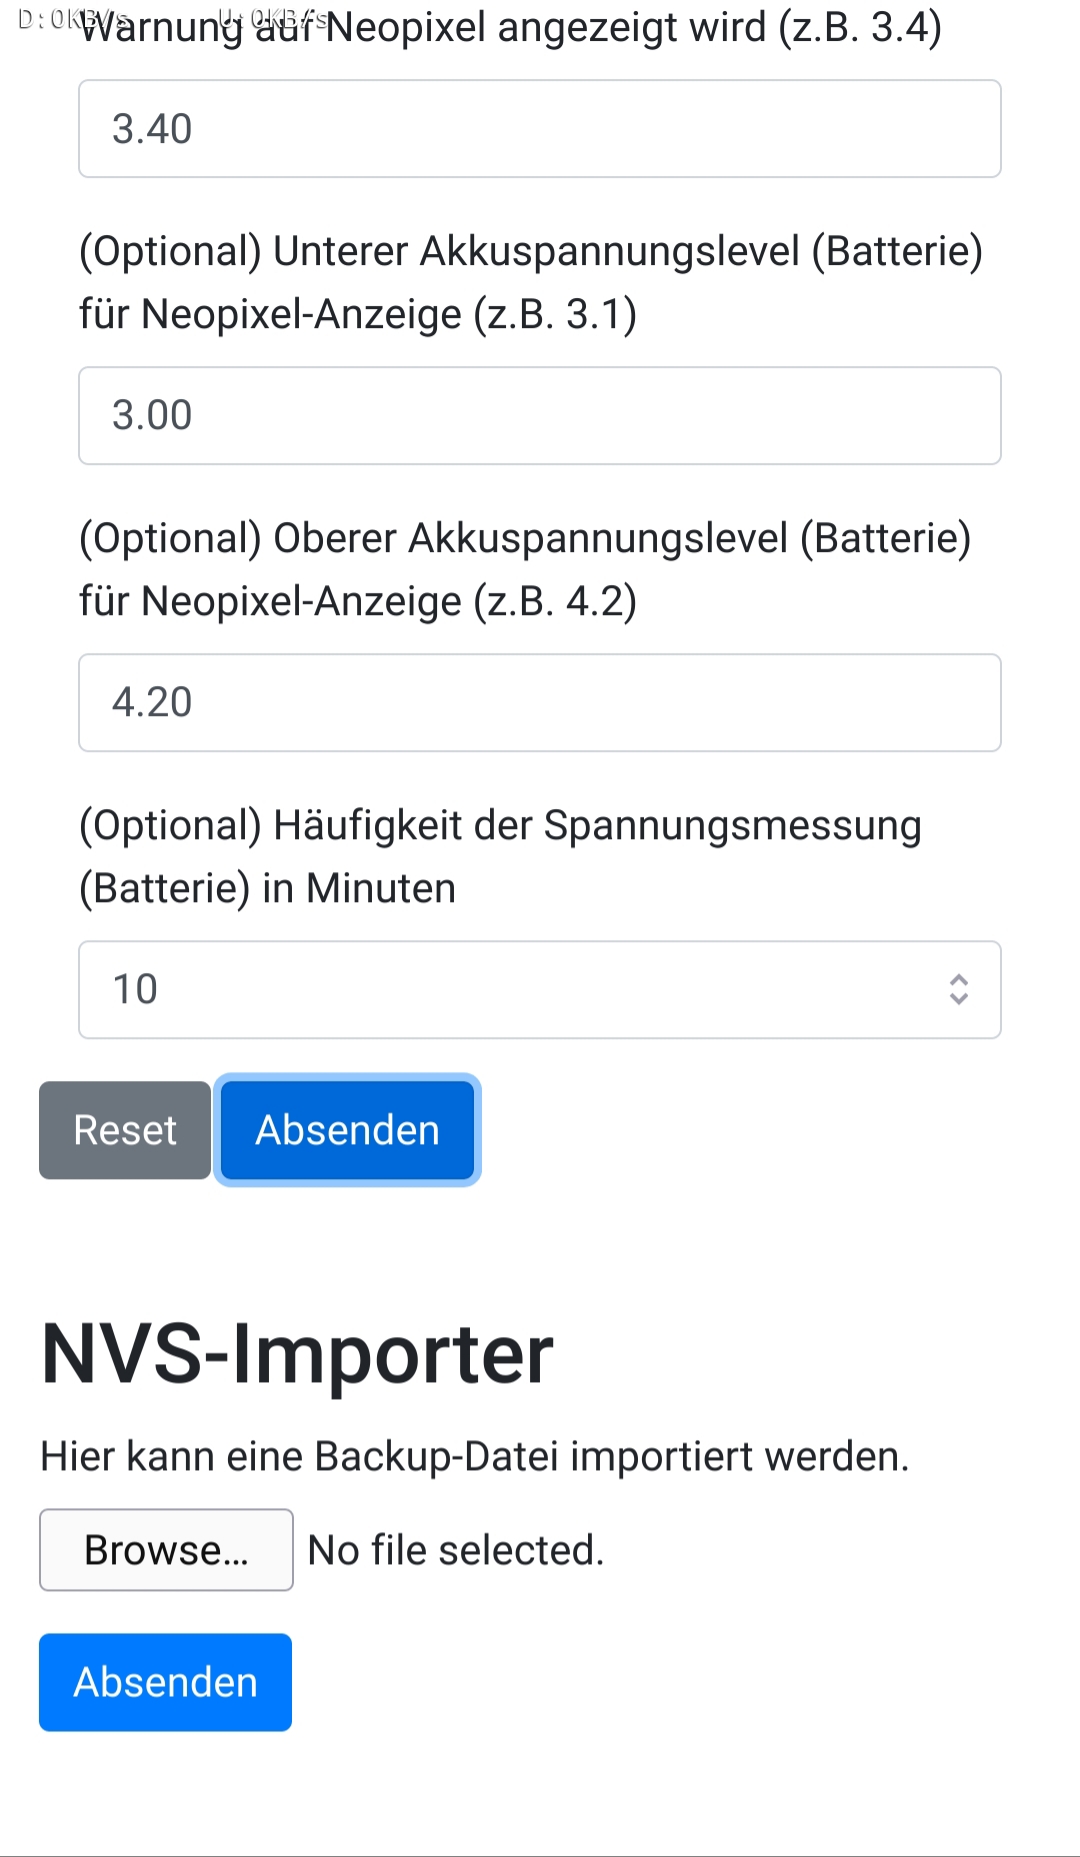 D: 0KB/s U: 0KB/s
Warnung auf Neopixel angezeigt wird (z.B. 3.4)
3.40
(Optional) Unterer Akkuspannungslevel (Batterie)
für Neopixel-Anzeige (z.B. 3.1)
3.00
(Optional) Oberer Akkuspannungslevel (Batterie)
für Neopixel-Anzeige (z.B. 4.2)
4.20
(Optional) Häufigkeit der Spannungsmessung
(Batterie) in Minuten
10
Reset Absenden
NVS-Importer
Hier kann eine Backup-Datei importiert werden.
Browse… No file selected.
Absenden